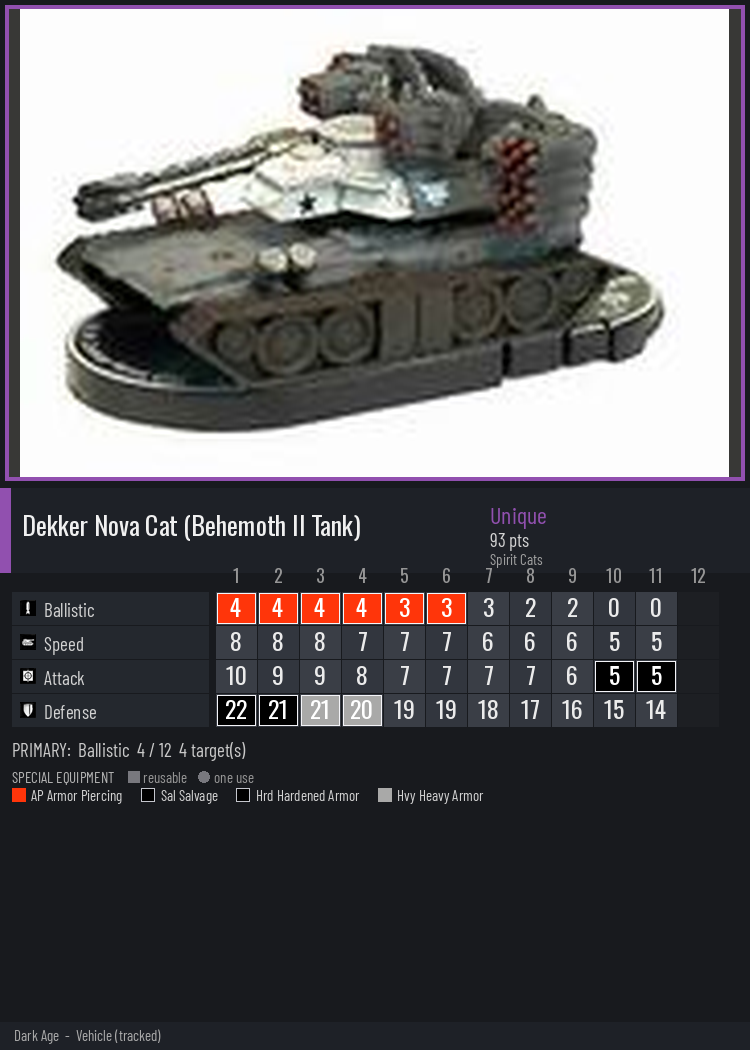 Dekker Nova Cat (Behemoth II Tank)
Unique
93 pts
Spirit Cats
1 2 3 4 5 6 7 8 9 10 11 12
Ballistic 4 4 4 4 3 3 3 2 2 0 0
Speed 8 8 8 7 7 7 6 6 6 5 5
Attack 10 9 9 8 7 7 7 7 6 5 5
Defense 22 21 21 20 19 19 18 17 16 15 14
PRIMARY: Ballistic 4 / 12 4 target(s)
SPECIAL EQUIPMENT reusable one use
AP Armor Piercing Sal Salvage Hrd Hardened Armor Hvy Heavy Armor
Dark Age - Vehicle (tracked)